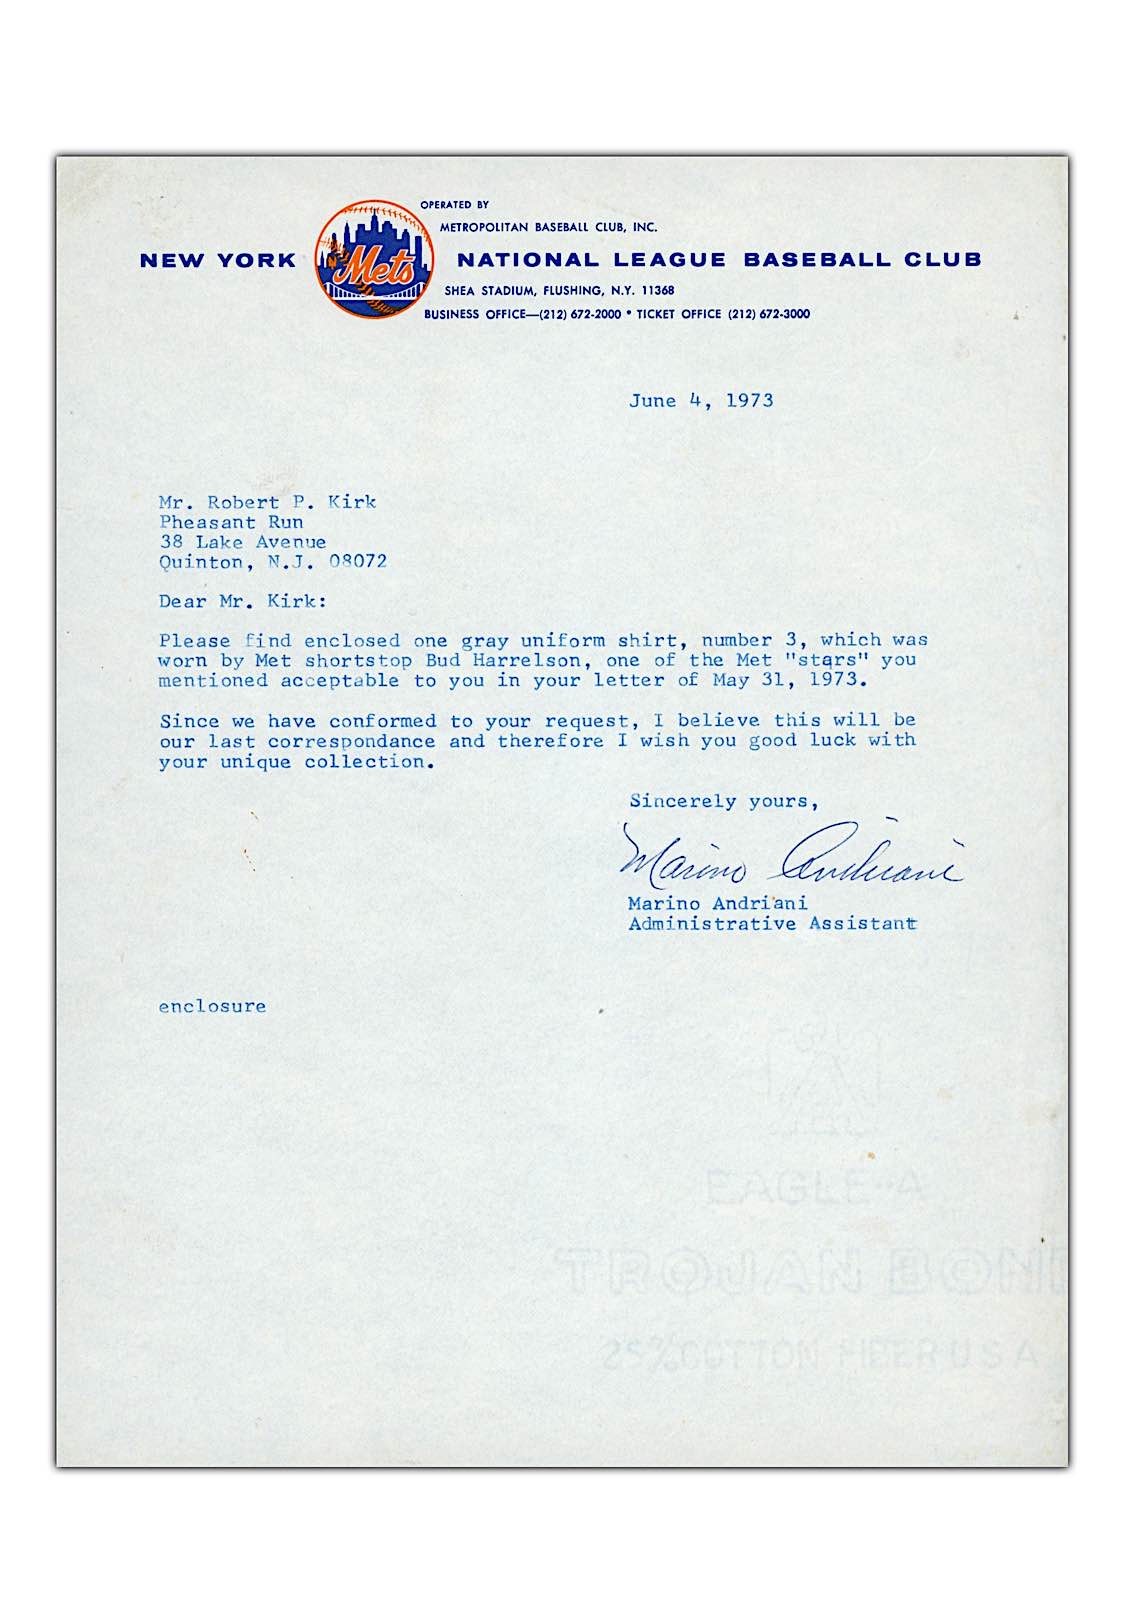 OPERATED BY
METROPOLITAN BASEBALL CLUB, INC.
NEW YORK Mets NATIONAL LEAGUE BASEBALL CLUB
SHEA STADIUM, FLUSHING, N.Y. 11368
BUSINESS OFFICE—(212) 672-2000 • TICKET OFFICE (212) 672-3000
June 4, 1973
Mr. Robert P. Kirk
Pheasant Run
38 Lake Avenue
Quinton, N.J. 08072
Dear Mr. Kirk:
Please find enclosed one gray uniform shirt, number 3, which was
worn by Met shortstop Bud Harrelson, one of the Met "stars" you
mentioned acceptable to you in your letter of May 31, 1973.
Since we have conformed to your request, I believe this will be
our last correspondance and therefore I wish you good luck with
your unique collection.
Sincerely yours,
Marino Andriani
Marino Andriani
Administrative Assistant
enclosure
EAGLE-A
TROJAN BON
25% COTTON FIBER U S A